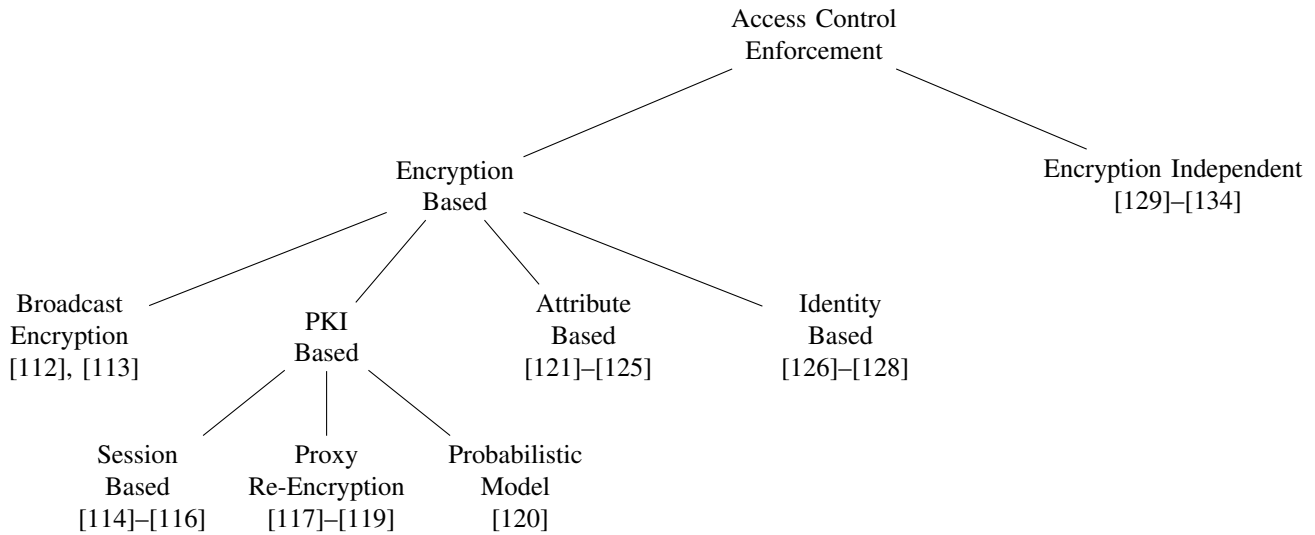 Access Control
Enforcement
Encryption
Based
Encryption Independent
[129]–[134]
Broadcast
Encryption
[112], [113]
PKI
Based
Attribute
Based
[121]–[125]
Identity
Based
[126]–[128]
Session
Based
[114]–[116]
Proxy
Re-Encryption
[117]–[119]
Probabilistic
Model
[120]